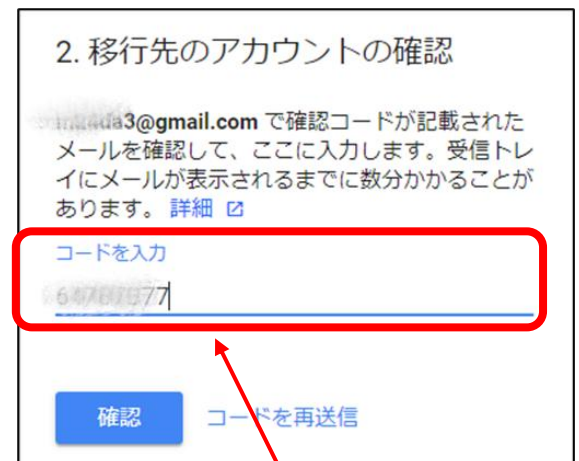 2. 移行先のアカウントの確認
3@gmail.com で確認コードが記載された
メールを確認して、ここに入力します。受信トレ
イにメールが表示されるまでに数分かかることが
あります。 詳細
コードを入力
確認 コードを再送信